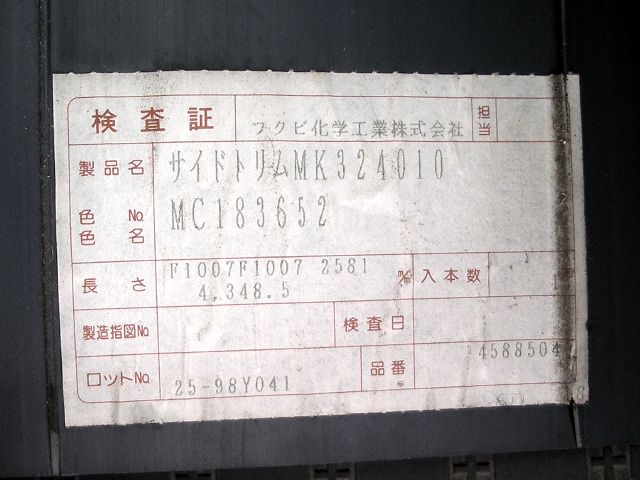 検査証 フクビ化学工業株式会社 担当
製品名 サイドトリムMK324010
色 No. MC183652
色 名
F1007F1007 2581
長さ 4,348.5 m/m 入本数
製造指図No. 検査日
4588504
ロットNo. 25-98Y041 品番